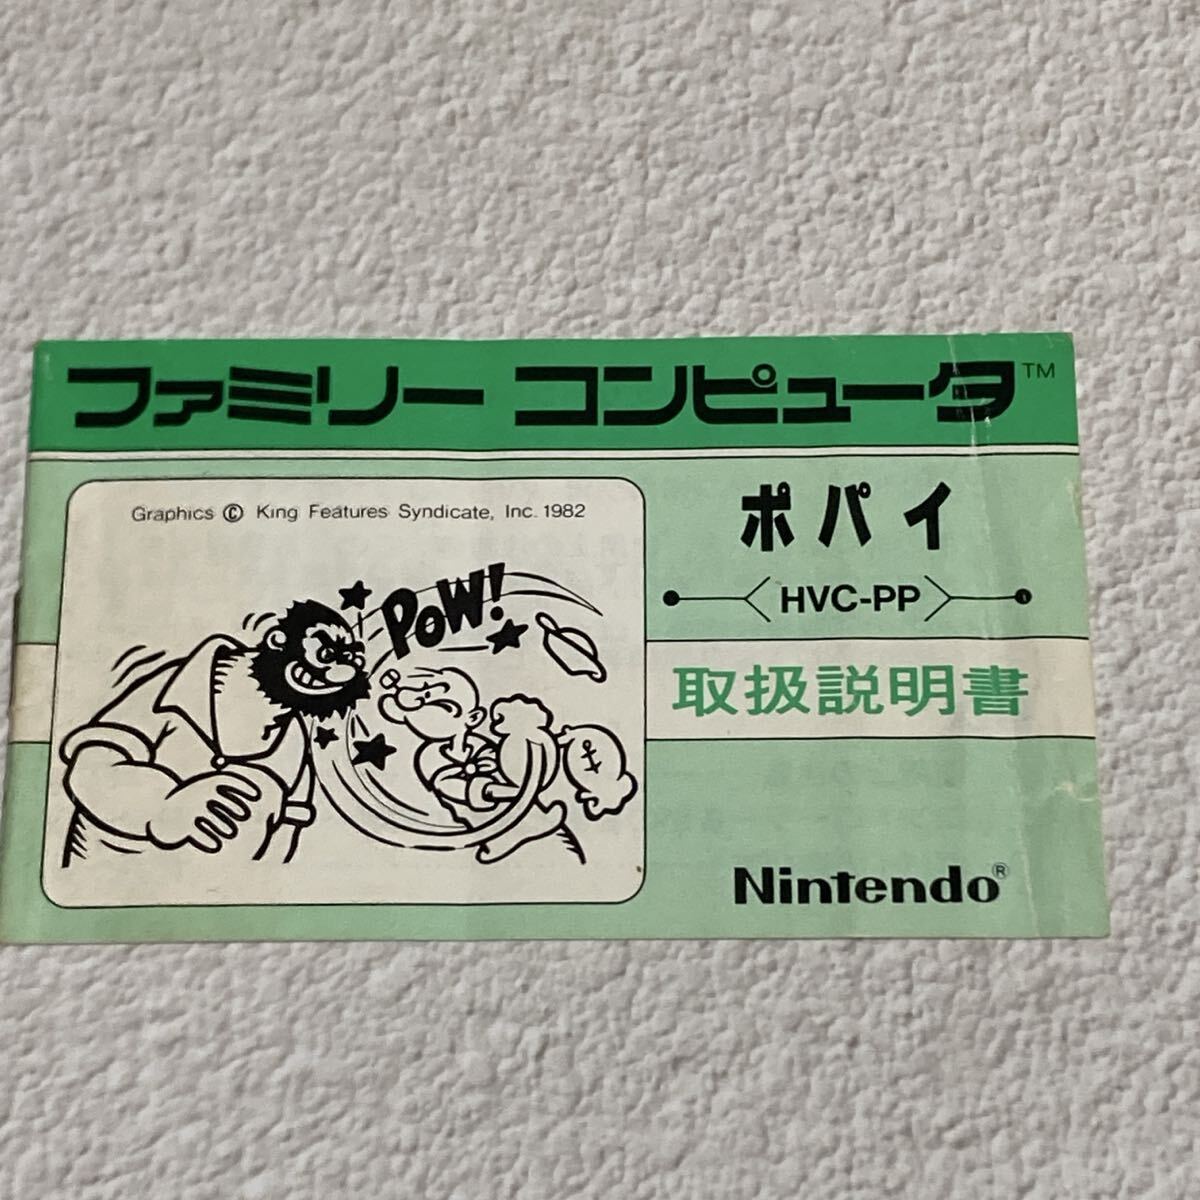 ファミリー コンピュータ™
Graphics © King Features Syndicate, Inc. 1982
POW!
ポパイ
HVC-PP
取扱説明書
Nintendo®